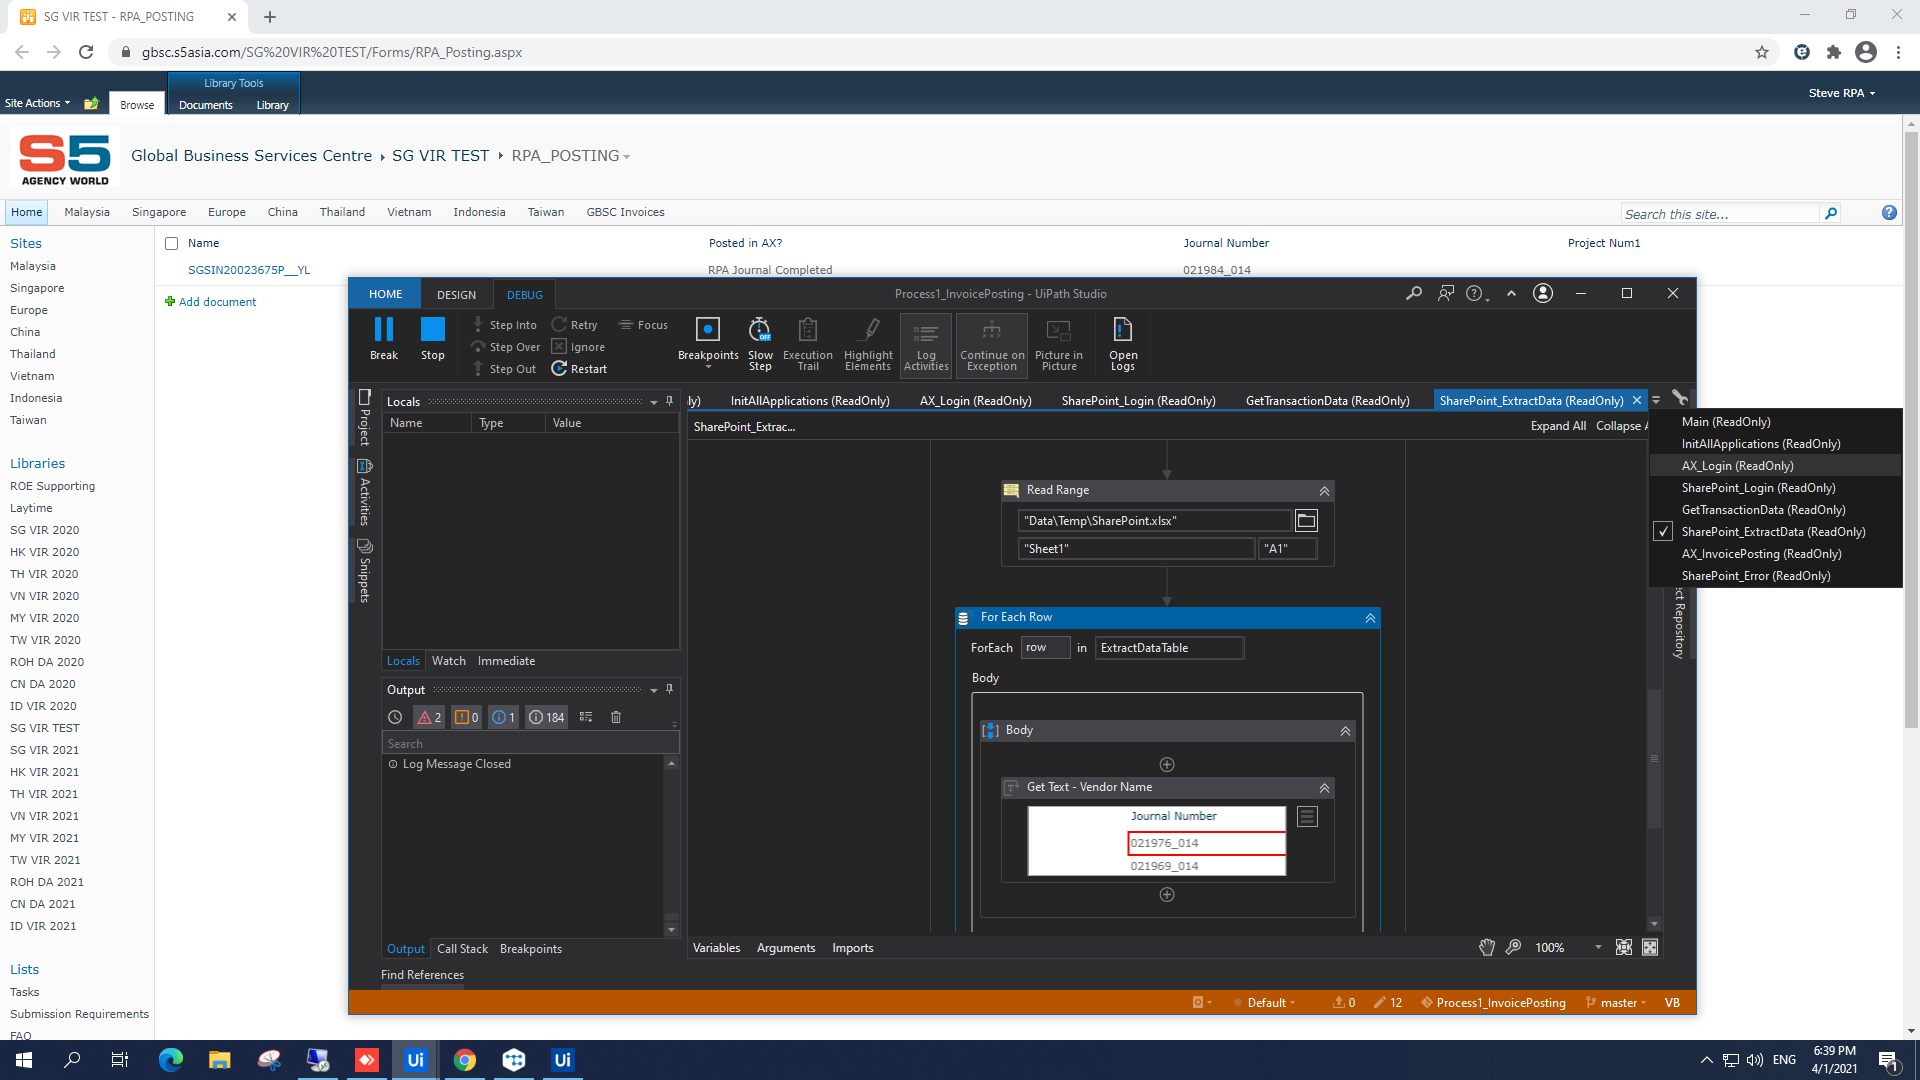 SG VIR TEST - RPA_POSTING
gbsc.s5asia.com/SG%20VIR%20TEST/Forms/RPA_Posting.aspx
Library Tools
Site Actions
Browse
Documents
Library
Steve RPA
S5
AGENCY WORLD
Global Business Services Centre
SG VIR TEST
RPA_POSTING
Home
Malaysia
Singapore
Europe
China
Thailand
Vietnam
Indonesia
Taiwan
GBSC Invoices
Search this site...
Sites
Malaysia
Singapore
Europe
China
Thailand
Vietnam
Indonesia
Taiwan
Libraries
ROE Supporting
Laytime
SG VIR 2020
HK VIR 2020
TH VIR 2020
VN VIR 2020
MY VIR 2020
TW VIR 2020
ROH DA 2020
CN DA 2020
ID VIR 2020
SG VIR TEST
SG VIR 2021
HK VIR 2021
TH VIR 2021
VN VIR 2021
MY VIR 2021
TW VIR 2021
ROH DA 2021
CN DA 2021
ID VIR 2021
Lists
Tasks
Submission Requirements
FAQ
Name
Posted in AX?
Journal Number
Project Num1
SGSIN20023675P__YL
RPA Journal Completed
021984_014
Add document
HOME
DESIGN
DEBUG
Process1_InvoicePosting - UiPath Studio
Break
Stop
Step Into
Step Over
Step Out
Retry
Ignore
Restart
Focus
Breakpoints
Slow
Step
OFF
Execution
Trail
Highlight
Elements
Log
Activities
Continue on
Exception
Picture in
Picture
Open
Logs
Project
Activities
Snippets
Locals
Name
Type
Value
Locals
Watch
Immediate
Output
2
0
1
184
Search
Log Message Closed
Output
Call Stack
Breakpoints
Find References
ly)
InitAllApplications (ReadOnly)
AX_Login (ReadOnly)
SharePoint_Login (ReadOnly)
GetTransactionData (ReadOnly)
SharePoint_ExtractData (ReadOnly)
SharePoint_Extrac...
Expand All
Collapse A
Main (ReadOnly)
InitAllApplications (ReadOnly)
AX_Login (ReadOnly)
SharePoint_Login (ReadOnly)
GetTransactionData (ReadOnly)
SharePoint_ExtractData (ReadOnly)
AX_InvoicePosting (ReadOnly)
SharePoint_Error (ReadOnly)
ct Repository
Read Range
"Data\Temp\SharePoint.xlsx"
"Sheet1"
"A1"
For Each Row
ForEach
row
in
ExtractDataTable
Body
Body
Get Text - Vendor Name
Journal Number
021976_014
021969_014
Variables
Arguments
Imports
100%
Default
0
12
Process1_InvoicePosting
master
VB
Ui
Ui
ENG
6:39 PM
4/1/2021
1